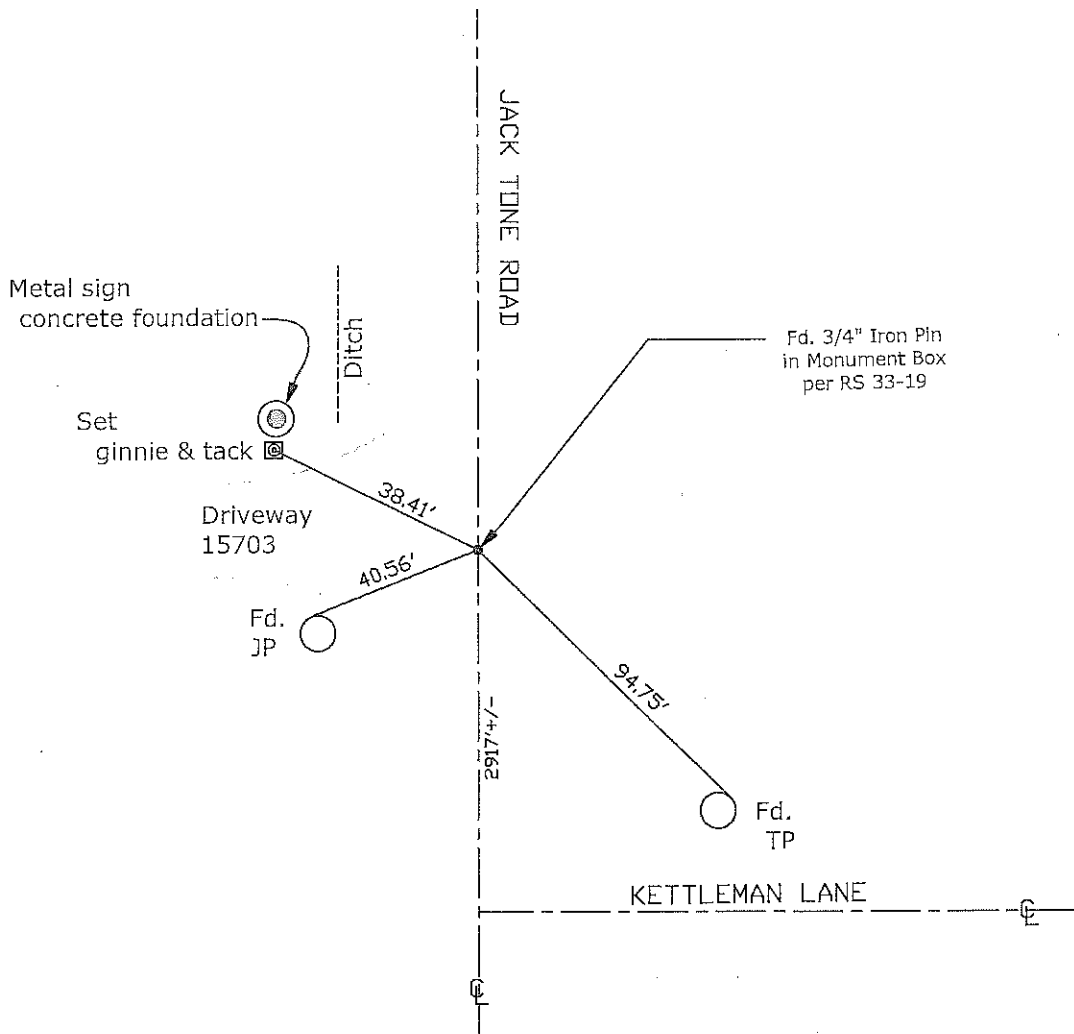 JACK TONE ROAD
Metal sign
concrete foundation
Ditch
Fd. 3/4" Iron Pin
in Monument Box
per RS 33-19
Set
ginnie & tack
38.41'
Driveway
15703
40.56'
Fd.
JP
94.75'
2917'+/-
Fd.
TP
KETTLEMAN LANE
℄
℄